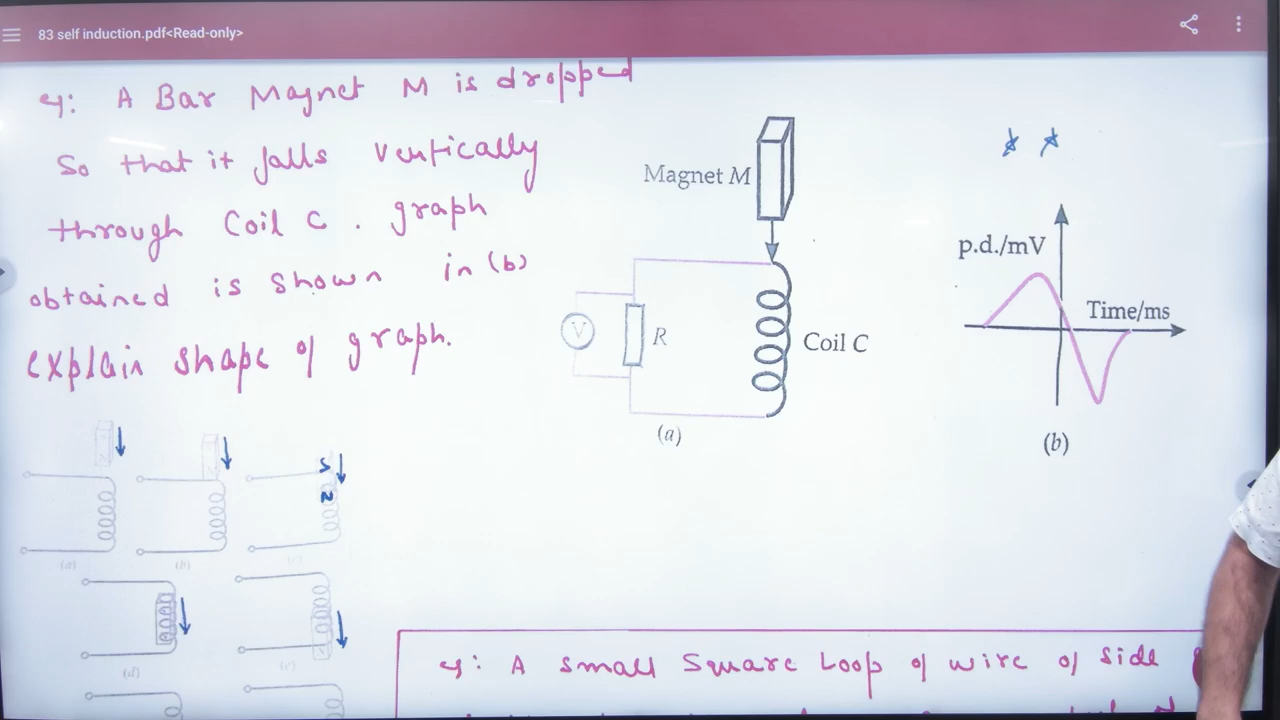 83 self induction.pdf<Read-only>
q: A Bar Magnet M is dropped
So that it falls vertically
through Coil C . graph
obtained is shown in (b)
explain shape of graph.
Magnet M
V
R
Coil C
(a)
p.d./mV
Time/ms
(b)
S
N
(a)
(b)
(c)
(d)
(e)
q: A small Square Loop of wire of side